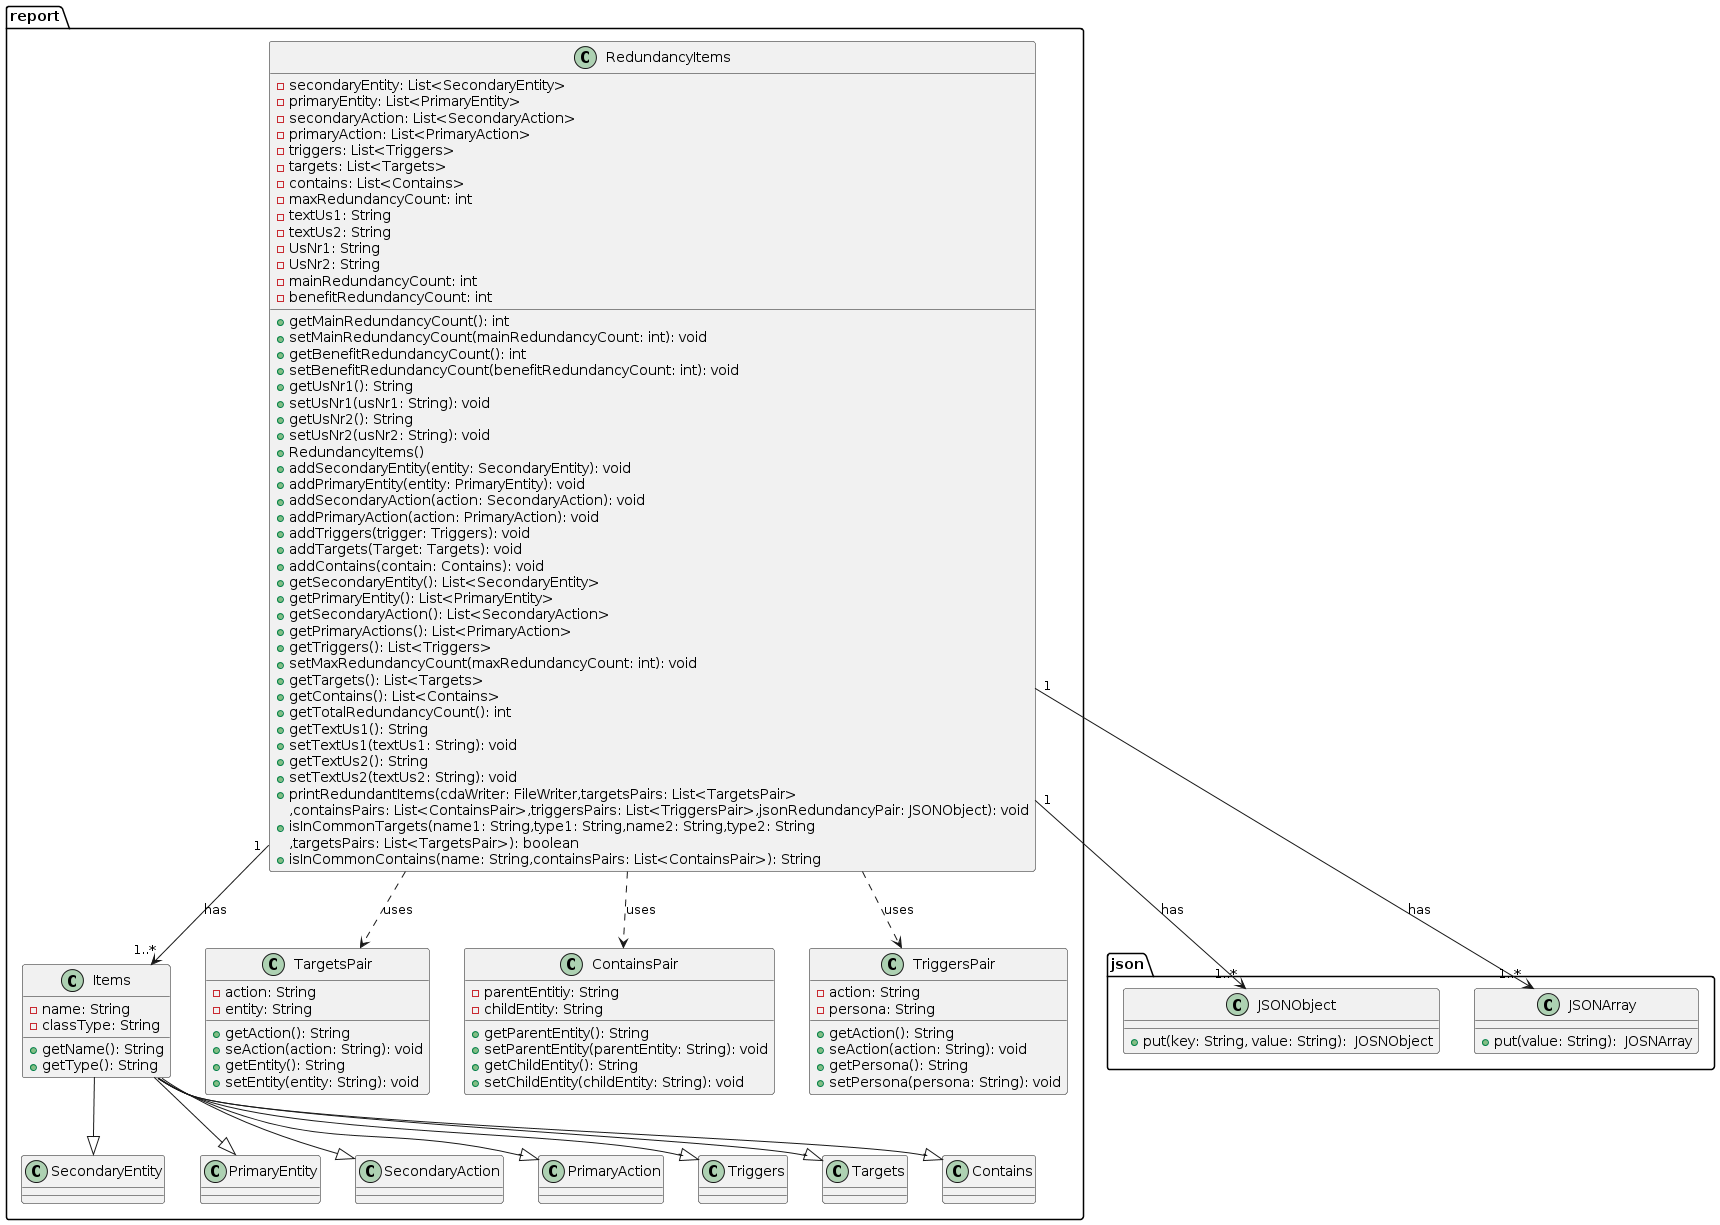 report
C RedundancyItems
secondaryEntity: List<SecondaryEntity>
primaryEntity: List<PrimaryEntity>
secondaryAction: List<SecondaryAction>
primaryAction: List<PrimaryAction>
triggers: List<Triggers>
targets: List<Targets>
contains: List<Contains>
maxRedundancyCount: int
textUs1: String
textUs2: String
UsNr1: String
UsNr2: String
mainRedundancyCount: int
benefitRedundancyCount: int
getMainRedundancyCount(): int
setMainRedundancyCount(mainRedundancyCount: int): void
getBenefitRedundancyCount(): int
setBenefitRedundancyCount(benefitRedundancyCount: int): void
getUsNr1(): String
setUsNr1(usNr1: String): void
getUsNr2(): String
setUsNr2(usNr2: String): void
RedundancyItems()
addSecondaryEntity(entity: SecondaryEntity): void
addPrimaryEntity(entity: PrimaryEntity): void
addSecondaryAction(action: SecondaryAction): void
addPrimaryAction(action: PrimaryAction): void
addTriggers(trigger: Triggers): void
addTargets(Target: Targets): void
addContains(contain: Contains): void
getSecondaryEntity(): List<SecondaryEntity>
getPrimaryEntity(): List<PrimaryEntity>
getSecondaryAction(): List<SecondaryAction>
getPrimaryActions(): List<PrimaryAction>
getTriggers(): List<Triggers>
setMaxRedundancyCount(maxRedundancyCount: int): void
getTargets(): List<Targets>
getContains(): List<Contains>
getTotalRedundancyCount(): int
getTextUs1(): String
setTextUs1(textUs1: String): void
getTextUs2(): String
setTextUs2(textUs2: String): void
printRedundantItems(cdaWriter: FileWriter,targetsPairs: List<TargetsPair>
,containsPairs: List<ContainsPair>,triggersPairs: List<TriggersPair>,jsonRedundancyPair: JSONObject): void
isInCommonTargets(name1: String,type1: String,name2: String,type2: String
,targetsPairs: List<TargetsPair>): boolean
isInCommonContains(name: String,containsPairs: List<ContainsPair>): String
1
1
1
has
uses
uses
uses
has
has
1..*
1..*
1..*
C Items
name: String
classType: String
getName(): String
getType(): String
C TargetsPair
action: String
entity: String
getAction(): String
seAction(action: String): void
getEntity(): String
setEntity(entity: String): void
C ContainsPair
parentEntitiy: String
childEntity: String
getParentEntity(): String
setParentEntity(parentEntity: String): void
getChildEntity(): String
setChildEntity(childEntity: String): void
C TriggersPair
action: String
persona: String
getAction(): String
seAction(action: String): void
getPersona(): String
setPersona(persona: String): void
json
C JSONObject
put(key: String, value: String): JOSNObject
C JSONArray
put(value: String): JOSNArray
C SecondaryEntity
C PrimaryEntity
C SecondaryAction
C PrimaryAction
C Triggers
C Targets
C Contains